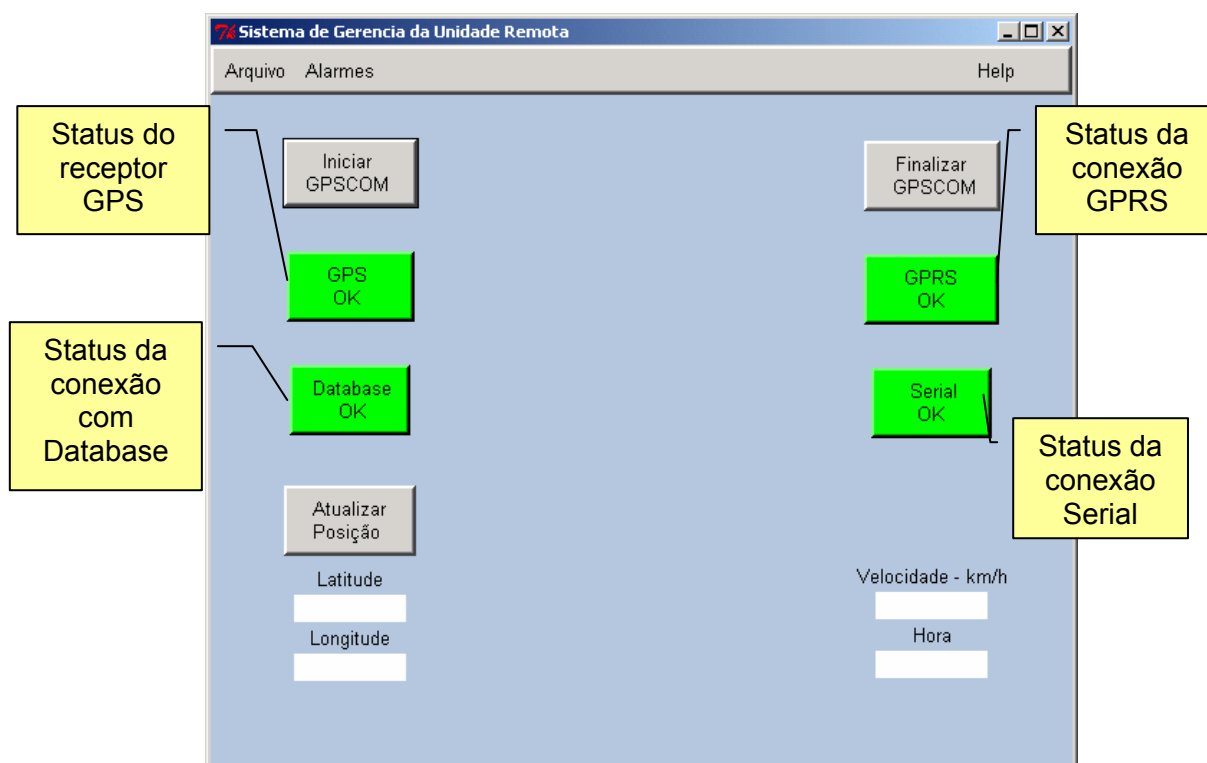 Sistema de Gerencia da Unidade Remota
Arquivo Alarmes Help
Status do
receptor
GPS
Iniciar
GPSCOM
Finalizar
GPSCOM
Status da
conexão
GPRS
GPS
OK
GPRS
OK
Status da
conexão
com
Database
Database
OK
Serial
OK
Status da
conexão
Serial
Atualizar
Posição
Latitude
Velocidade - km/h
Longitude
Hora